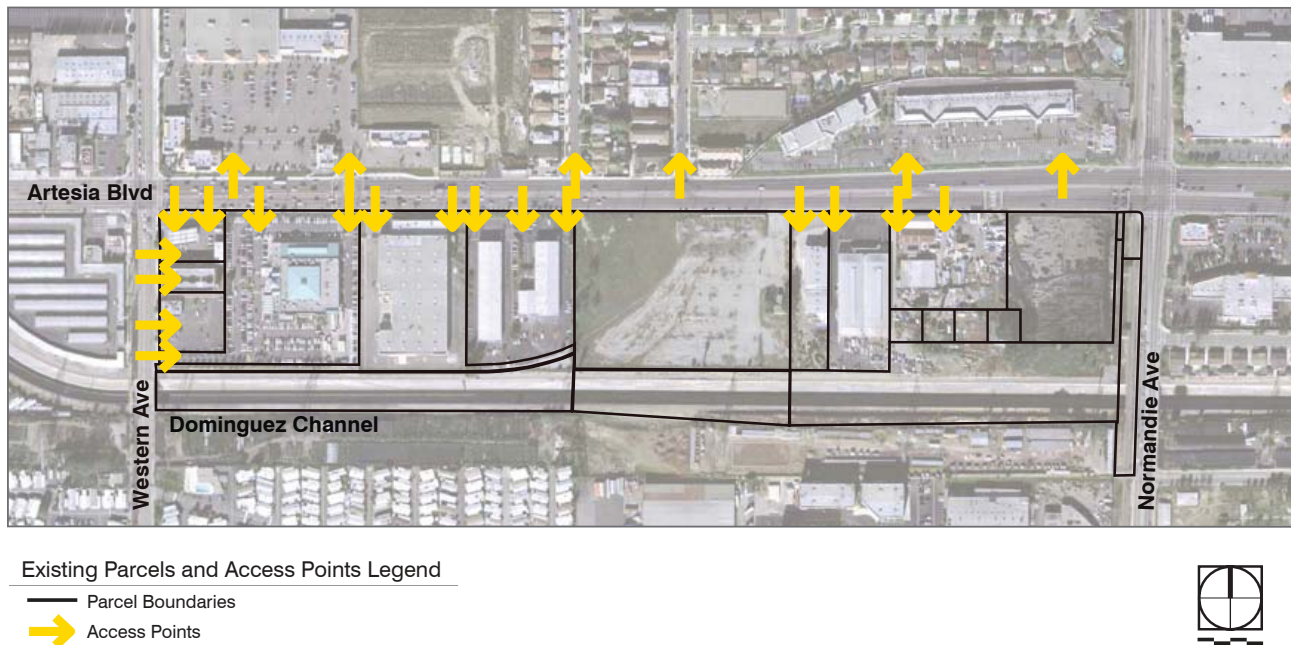 Artesia Blvd
Western Ave
Dominguez Channel
Normandie Ave
Existing Parcels and Access Points Legend
Parcel Boundaries
Access Points